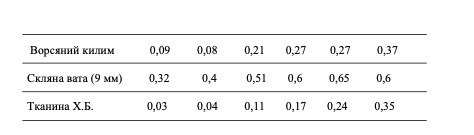 Ворсяний килим 0,09 0,08 0,21 0,27 0,27 0,37
Скляна вата (9 мм) 0,32 0,4 0,51 0,6 0,65 0,6
Тканина Х.Б. 0,03 0,04 0,11 0,17 0,24 0,35